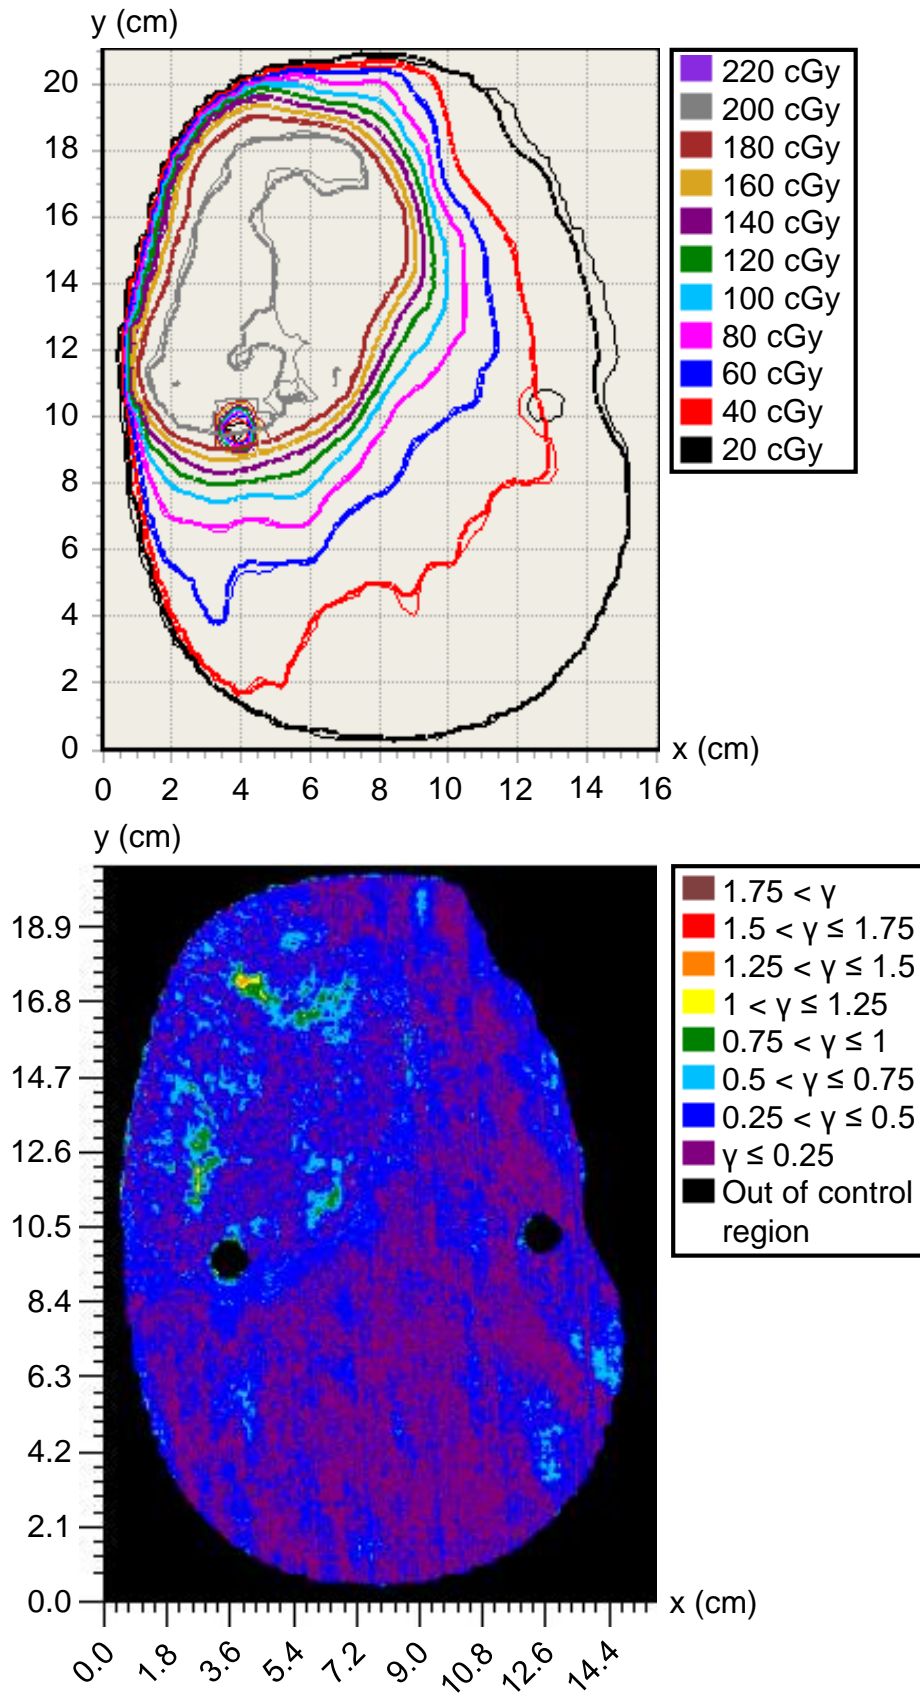 y (cm)
20
18
16
14
12
10
8
6
4
2
0
0 2 4 6 8 10 12 14 16
x (cm)
220 cGy
200 cGy
180 cGy
160 cGy
140 cGy
120 cGy
100 cGy
80 cGy
60 cGy
40 cGy
20 cGy
y (cm)
18.9
16.8
14.7
12.6
10.5
8.4
6.3
4.2
2.1
0.0
0.0 1.8 3.6 5.4 7.2 9.0 10.8 12.6 14.4
x (cm)
1.75 < γ
1.5 < γ ≤ 1.75
1.25 < γ ≤ 1.5
1 < γ ≤ 1.25
0.75 < γ ≤ 1
0.5 < γ ≤ 0.75
0.25 < γ ≤ 0.5
γ ≤ 0.25
Out of control
region